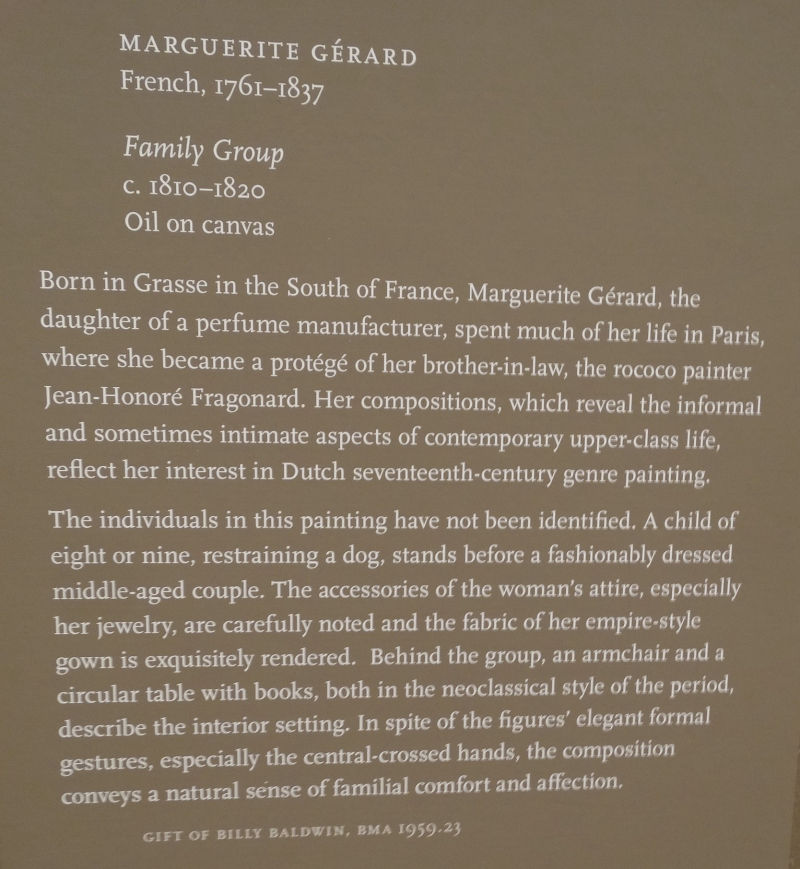 MARGUERITE GÉRARD
French, 1761–1837
Family Group
c. 1810–1820
Oil on canvas
Born in Grasse in the South of France, Marguerite Gérard, the
daughter of a perfume manufacturer, spent much of her life in Paris,
where she became a protégé of her brother-in-law, the rococo painter
Jean-Honoré Fragonard. Her compositions, which reveal the informal
and sometimes intimate aspects of contemporary upper-class life,
reflect her interest in Dutch seventeenth-century genre painting.
The individuals in this painting have not been identified. A child of
eight or nine, restraining a dog, stands before a fashionably dressed
middle-aged couple. The accessories of the woman's attire, especially
her jewelry, are carefully noted and the fabric of her empire-style
gown is exquisitely rendered. Behind the group, an armchair and a
circular table with books, both in the neoclassical style of the period,
describe the interior setting. In spite of the figures' elegant formal
gestures, especially the central-crossed hands, the composition
conveys a natural sense of familial comfort and affection.
GIFT OF BILLY BALDWIN, BMA 1959.23